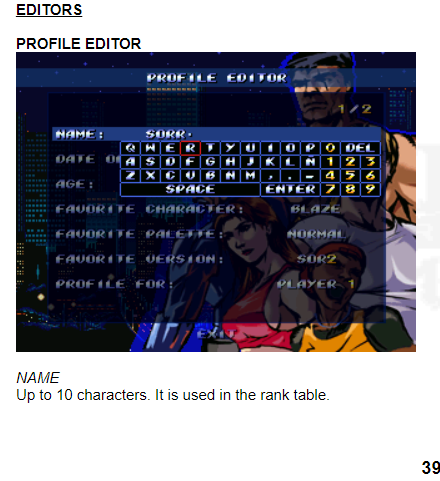 EDITORS
PROFILE EDITOR
PROFILE EDITOR
1/2
NAME: SORR.
Q W E R T Y U I O P 0 DEL
A S D F G H J K L Ñ 1 2 3
Z X C V B N M , . - 4 5 6
SPACE ENTER 7 8 9
DATE O
AGE:
FAVORITE CHARACTER: BLAZE
FAVORITE PALETTE: NORMAL
FAVORITE VERSION: SOR2
PROFILE FOR: PLAYER 1
EXIT
NAME
Up to 10 characters. It is used in the rank table.
39